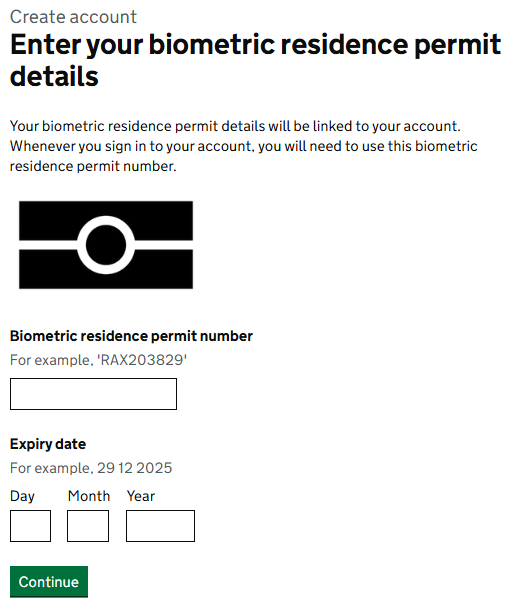 Create account
Enter your biometric residence permit
details
Your biometric residence permit details will be linked to your account.
Whenever you sign in to your account, you will need to use this biometric
residence permit number.
Biometric residence permit number
For example, 'RAX203829'
Expiry date
For example, 29 12 2025
Day Month Year
Continue